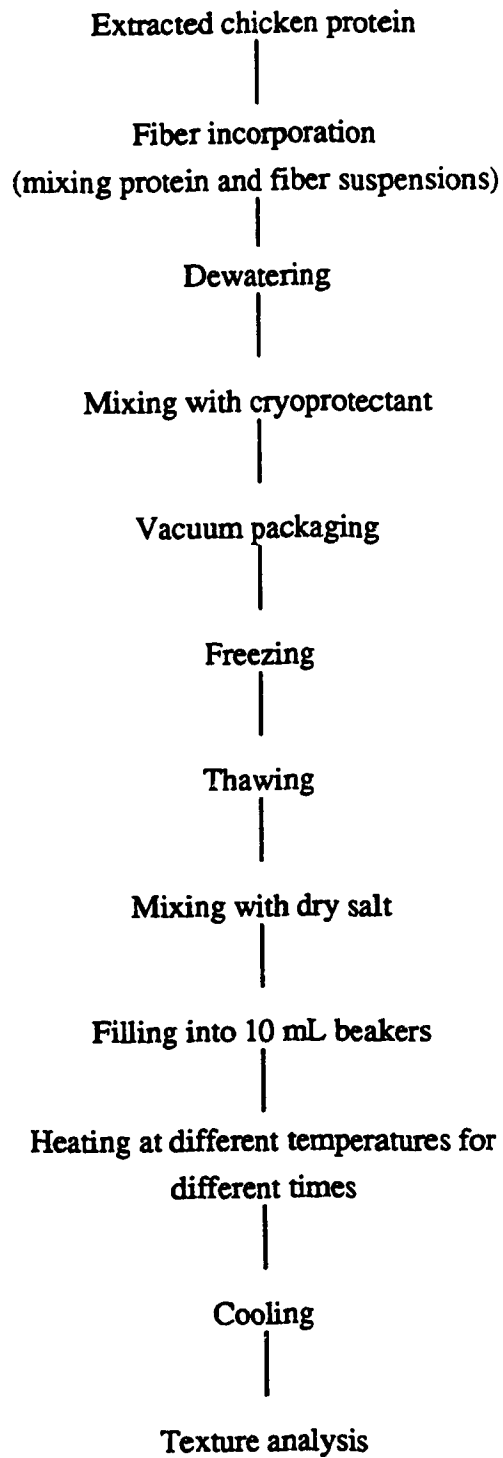 Extracted chicken protein
Fiber incorporation
(mixing protein and fiber suspensions)
Dewatering
Mixing with cryoprotectant
Vacuum packaging
Freezing
Thawing
Mixing with dry salt
Filling into 10 mL beakers
Heating at different temperatures for
different times
Cooling
Texture analysis